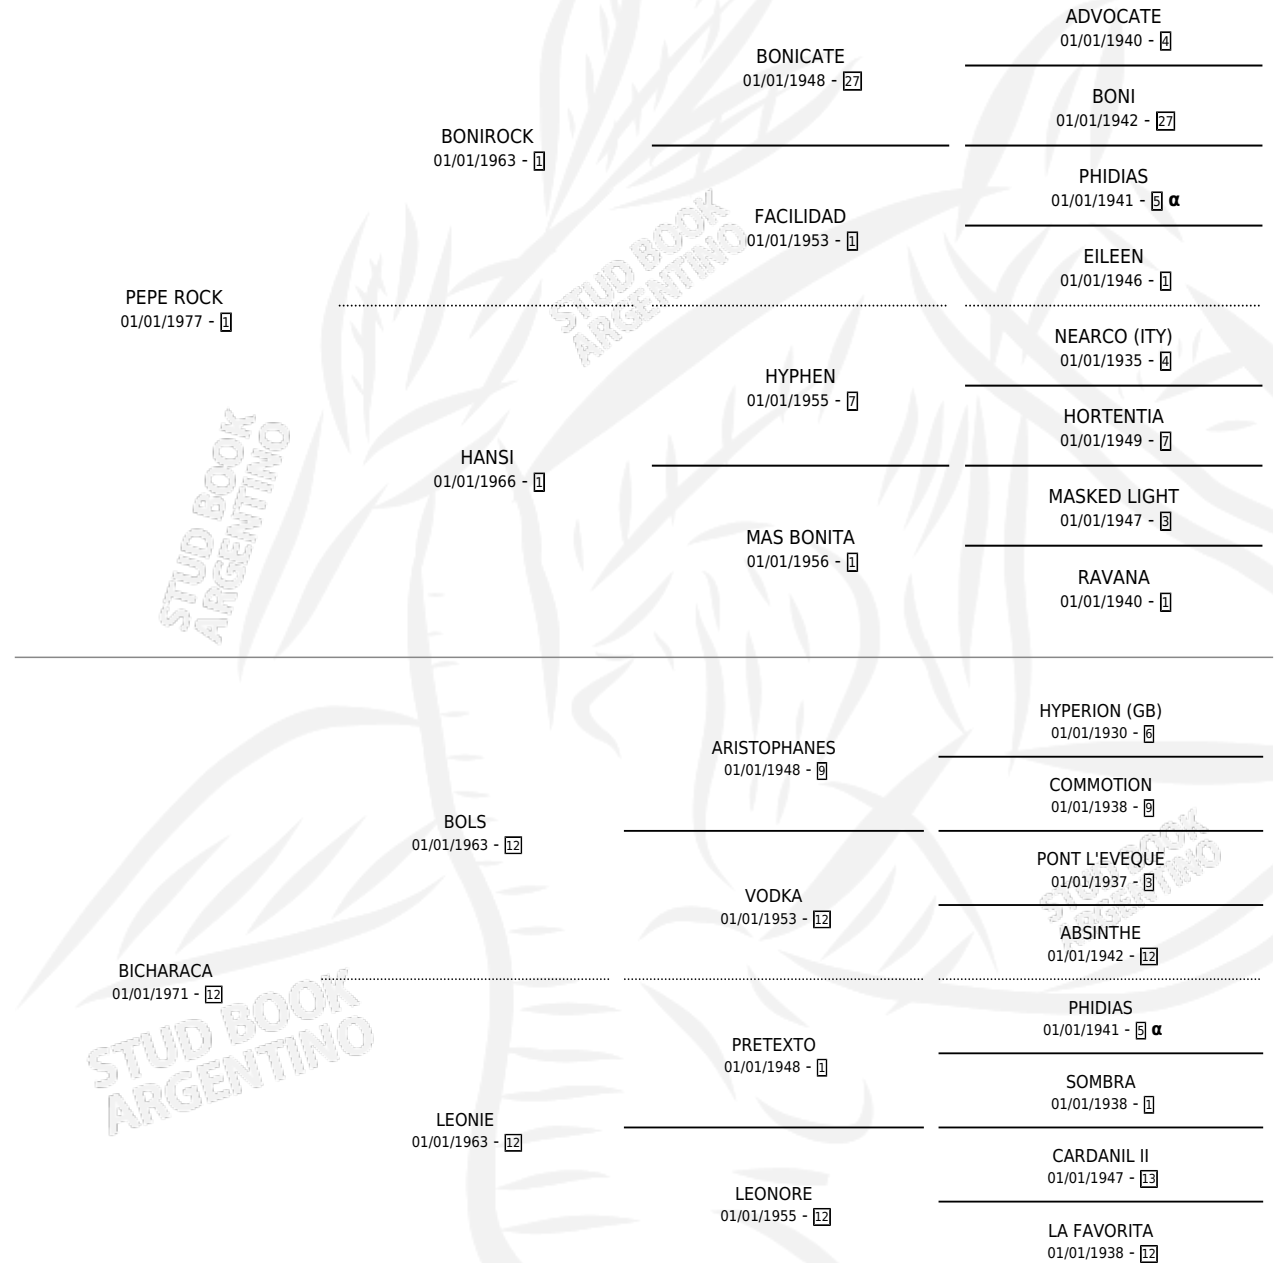 ADVOCATE
01/01/1940 - 4
BONICATE
01/01/1948 - 27
BONI
01/01/1942 - 27
BONIROCK
01/01/1963 - 1
PHIDIAS
01/01/1941 - 5 α
FACILIDAD
01/01/1953 - 1
EILEEN
01/01/1946 - 1
STUD BOOK
ARGENTINO
PEPE ROCK
01/01/1977 - 1
NEARCO (ITY)
01/01/1935 - 4
HYPHEN
01/01/1955 - 7
HORTENTIA
01/01/1949 - 7
STUD BOOK
ARGENTINO
HANSI
01/01/1966 - 1
MASKED LIGHT
01/01/1947 - 3
MAS BONITA
01/01/1956 - 1
RAVANA
01/01/1940 - 1
HYPERION (GB)
01/01/1930 - 6
ARISTOPHANES
01/01/1948 - 9
COMMOTION
01/01/1938 - 9
BOLS
01/01/1963 - 12
PONT L'EVEQUE
01/01/1937 - 3
VODKA
01/01/1953 - 12
STUD BOOK
ARGENTINO
ABSINTHE
01/01/1942 - 12
BICHARACA
01/01/1971 - 12
PHIDIAS
01/01/1941 - 5 α
PRETEXTO
01/01/1948 - 1
STUD BOOK
ARGENTINO
SOMBRA
01/01/1938 - 1
LEONIE
01/01/1963 - 12
CARDANIL II
01/01/1947 - 13
LEONORE
01/01/1955 - 12
LA FAVORITA
01/01/1938 - 12